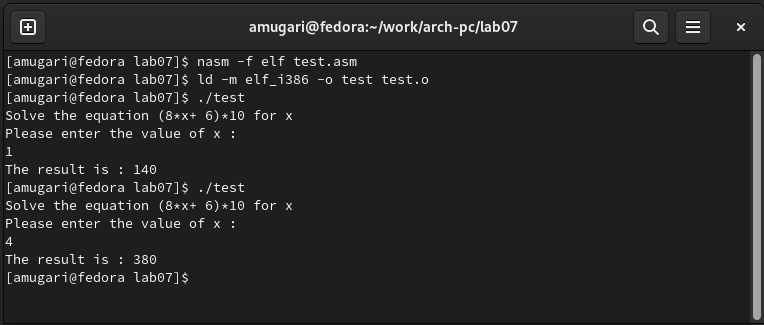 amugari@fedora:~/work/arch-pc/lab07
[amugari@fedora lab07]$ nasm -f elf test.asm
[amugari@fedora lab07]$ ld -m elf_i386 -o test test.o
[amugari@fedora lab07]$ ./test
Solve the equation (8*x+ 6)*10 for x
Please enter the value of x :
1
The result is : 140
[amugari@fedora lab07]$ ./test
Solve the equation (8*x+ 6)*10 for x
Please enter the value of x :
4
The result is : 380
[amugari@fedora lab07]$